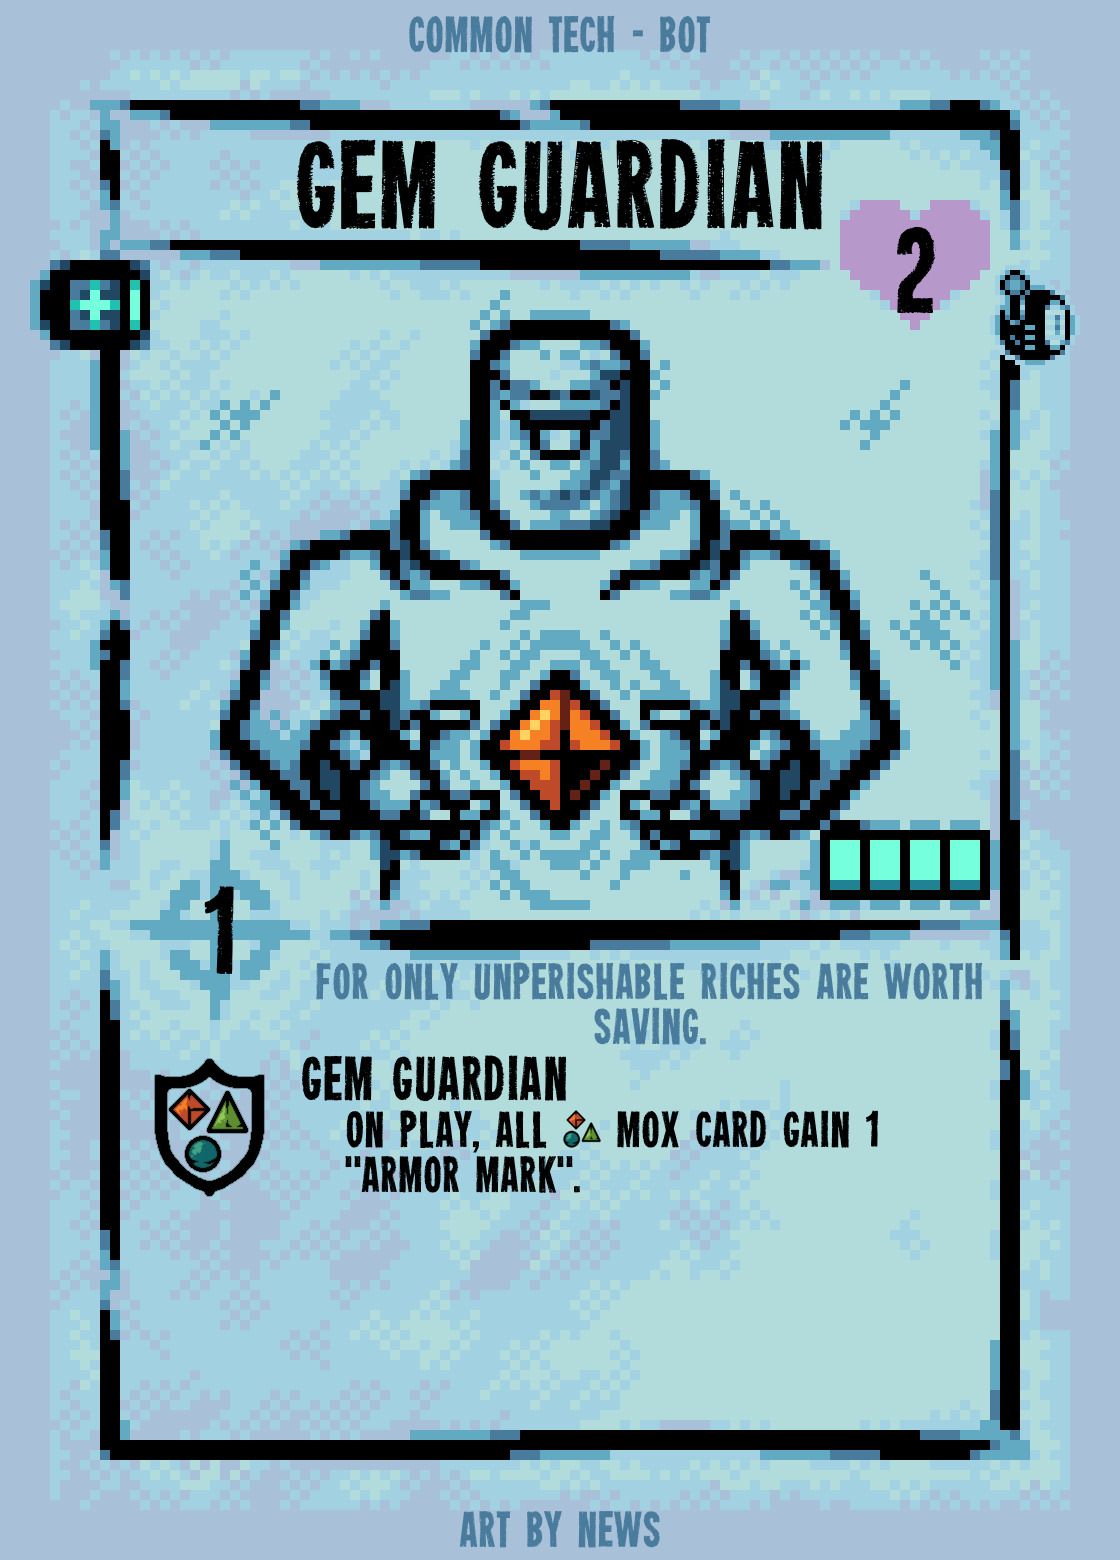 COMMON TECH - BOT
GEM GUARDIAN
2
1
FOR ONLY UNPERISHABLE RICHES ARE WORTH
SAVING.
GEM GUARDIAN
ON PLAY, ALL MOX CARD GAIN 1
"ARMOR MARK".
ART BY NEWS